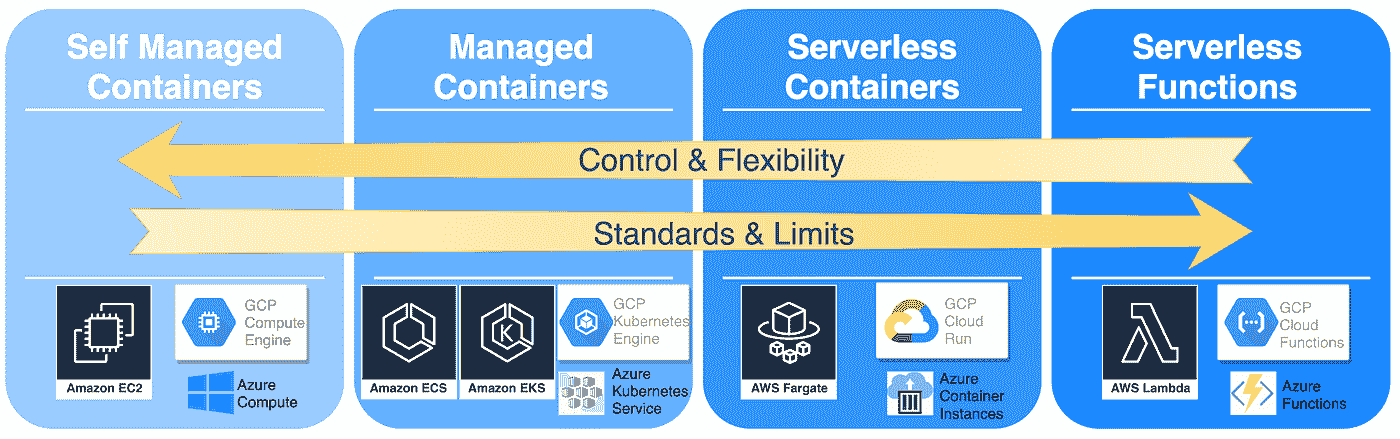 Self Managed
Containers
Managed
Containers
Serverless
Containers
Serverless
Functions
Control & Flexibility
Standards & Limits
Amazon EC2
GCP
Compute
Engine
Azure
Compute
Amazon ECS
K
Amazon EKS
GCP
Kubernetes
Engine
Azure
Kubernetes
Service
AWS Fargate
GCP
Cloud
Run
Azure
Container
Instances
AWS Lambda
GCP
Cloud
Functions
Azure
Functions